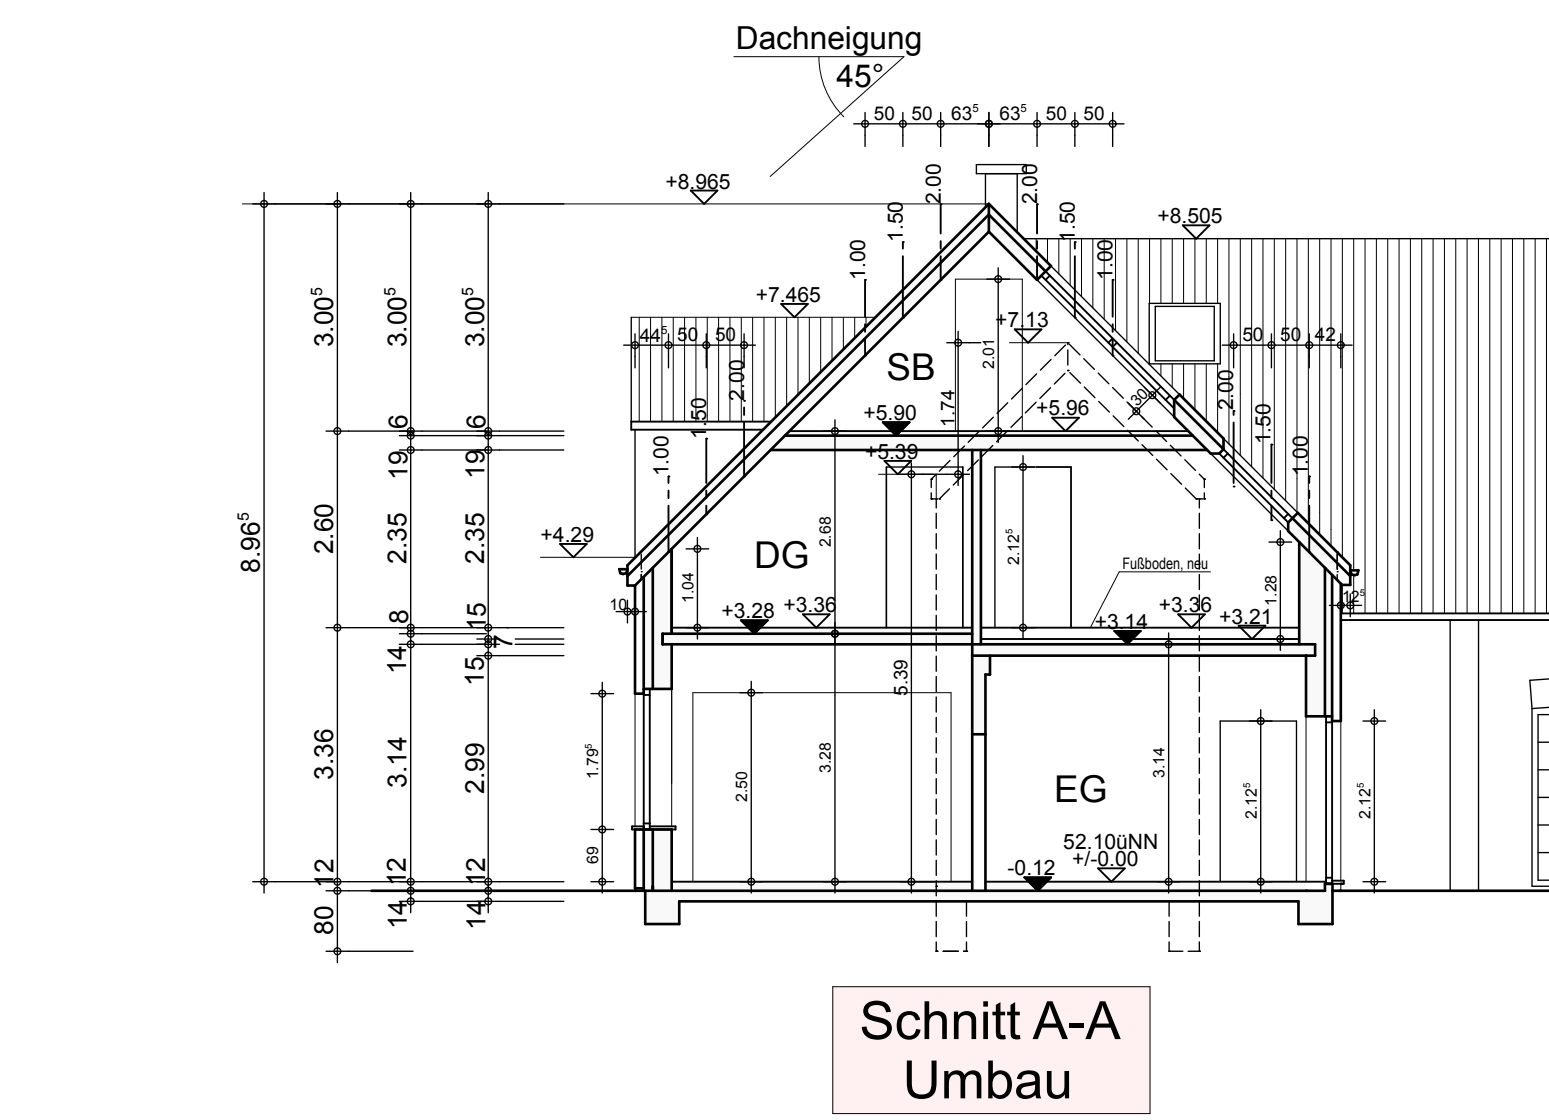 Dachneigung
45°
50 50 63⁵ 63⁵ 50 50
+8.965
2.00 2.00
1.50 1.50
1.00 1.00
+8.505
+7.465
44⁵ 50 50
+7.13
2.01
50 50 42
3.00⁵ 3.00⁵ 3.00⁵
SB
2.00
1.50
1.00
1.74
30
2.00
1.50
1.00
+5.90
+5.96
+5.39
6 6
19 19
8.96⁵
2.60 2.35 2.35
2.68
2.12⁵
+4.29
DG
Fußboden, neu
1.04
1.28
10
12⁵
+3.28 +3.36
+3.14
+3.36
+3.21
8 15
7
14 15
5.39
3.36 3.14 2.99
1.79⁵
2.50
3.28
3.14
EG
2.12⁵
2.12⁵
52.10üNN
+/-0.00
-0.12
69
12 12 12
80 14 14
Schnitt A-A
Umbau